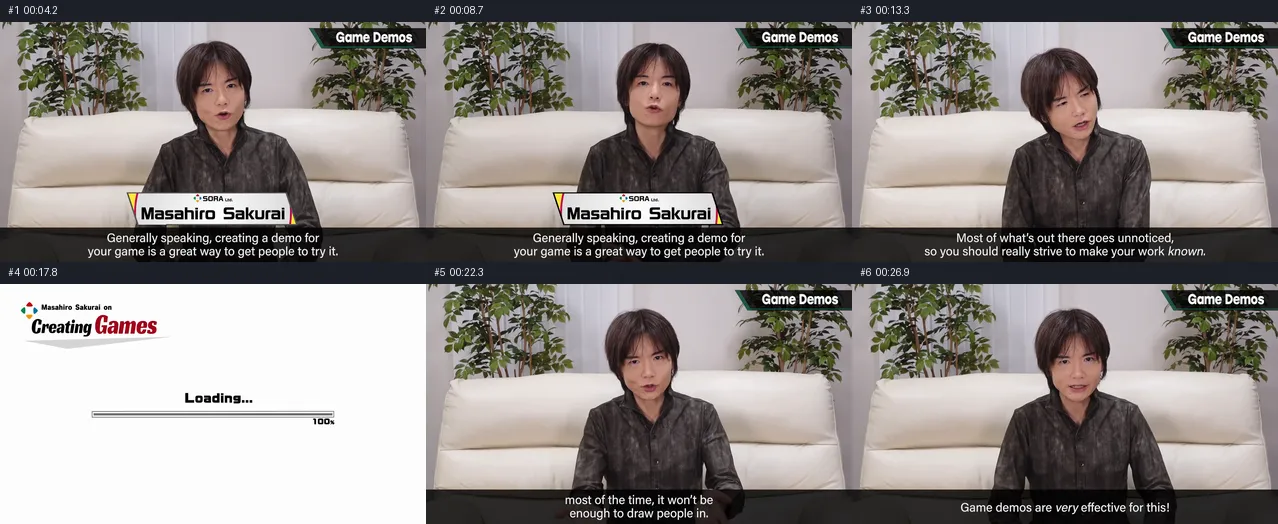 #1 00:04.2
Game Demos
SORA Ltd.
Masahiro Sakurai
Generally speaking, creating a demo for
your game is a great way to get people to try it.
#2 00:08.7
Game Demos
SORA Ltd.
Masahiro Sakurai
Generally speaking, creating a demo for
your game is a great way to get people to try it.
#3 00:13.3
Game Demos
Most of what's out there goes unnoticed,
so you should really strive to make your work known.
#4 00:17.8
Masahiro Sakurai on
Creating Games
Loading...
100%
#5 00:22.3
Game Demos
most of the time, it won't be
enough to draw people in.
#6 00:26.9
Game Demos
Game demos are very effective for this!